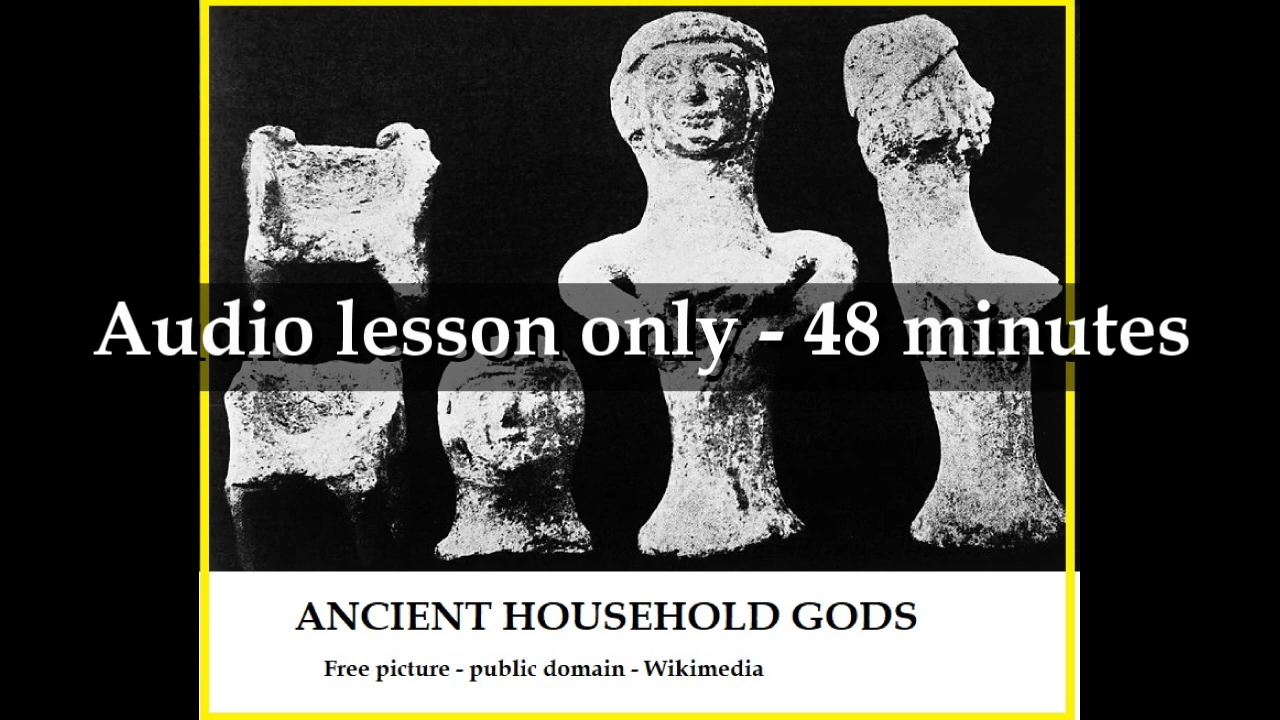 Audio lesson only - 48 minutes
ANCIENT HOUSEHOLD GODS
Free picture - public domain - Wikimedia